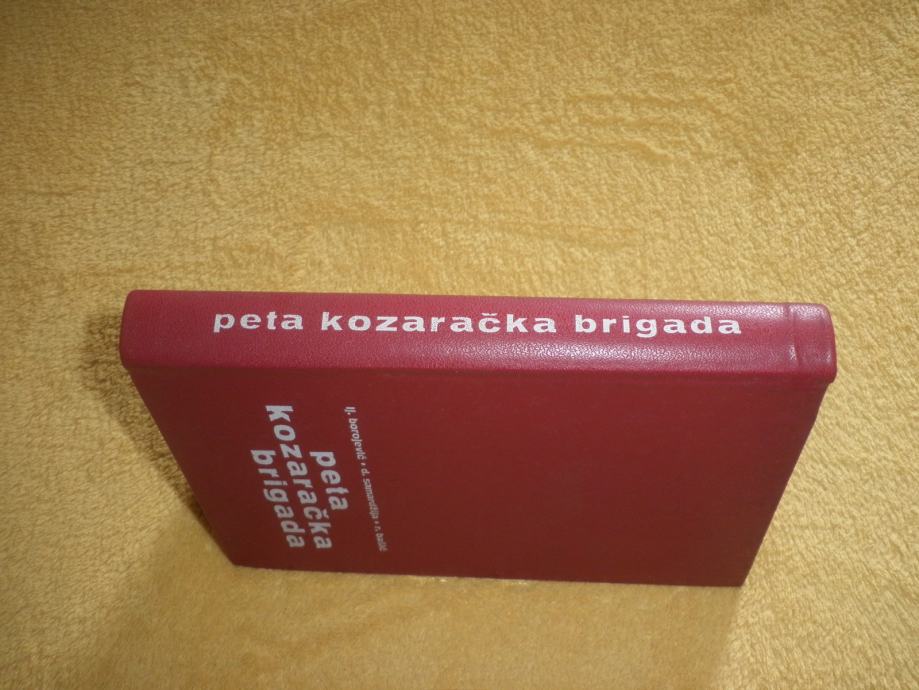 peta kozaračka brigada
lj. borojević • d. samardžija • r. bašić
peta
kozaračka
brigada